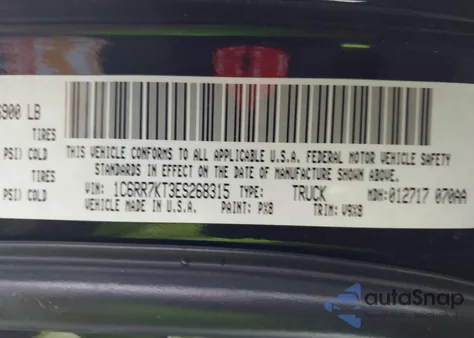 6900 LB
TIRES
PSI) COLD
TIRES
PSI) COLD
THIS VEHICLE CONFORMS TO ALL APPLICABLE U.S.A. FEDERAL MOTOR VEHICLE SAFETY
STANDARDS IN EFFECT ON THE DATE OF MANUFACTURE SHOWN ABOVE.
VIN: 1C6RR7KT3ES268315 TYPE: TRUCK MDH: 012717 070AA
VEHICLE MADE IN U.S.A. PAINT: PX8 TRIM: V9X8
autaSnap